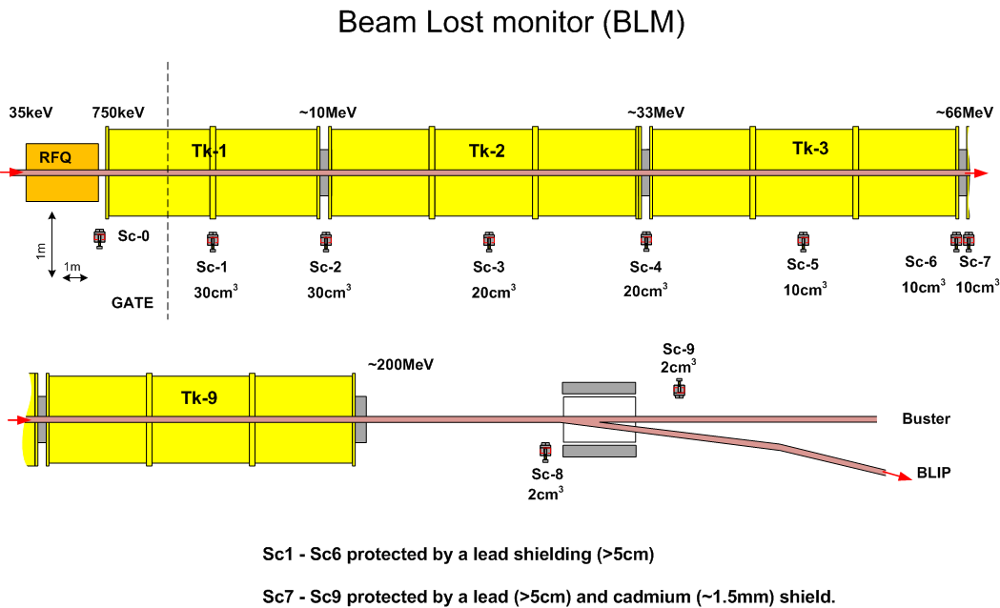 Beam Lost monitor (BLM)
35keV 750keV ~10MeV ~33MeV ~66MeV
RFQ Tk-1 Tk-2 Tk-3
Sc-0
1m
1m
Sc-1 Sc-2 Sc-3 Sc-4 Sc-5 Sc-6 Sc-7
30cm³ 30cm³ 20cm³ 20cm³ 10cm³ 10cm³ 10cm³
GATE
~200MeV
Sc-9
2cm³
Tk-9
Buster
BLIP
Sc-8
2cm³
Sc1 - Sc6 protected by a lead shielding (>5cm)
Sc7 - Sc9 protected by a lead (>5cm) and cadmium (~1.5mm) shield.